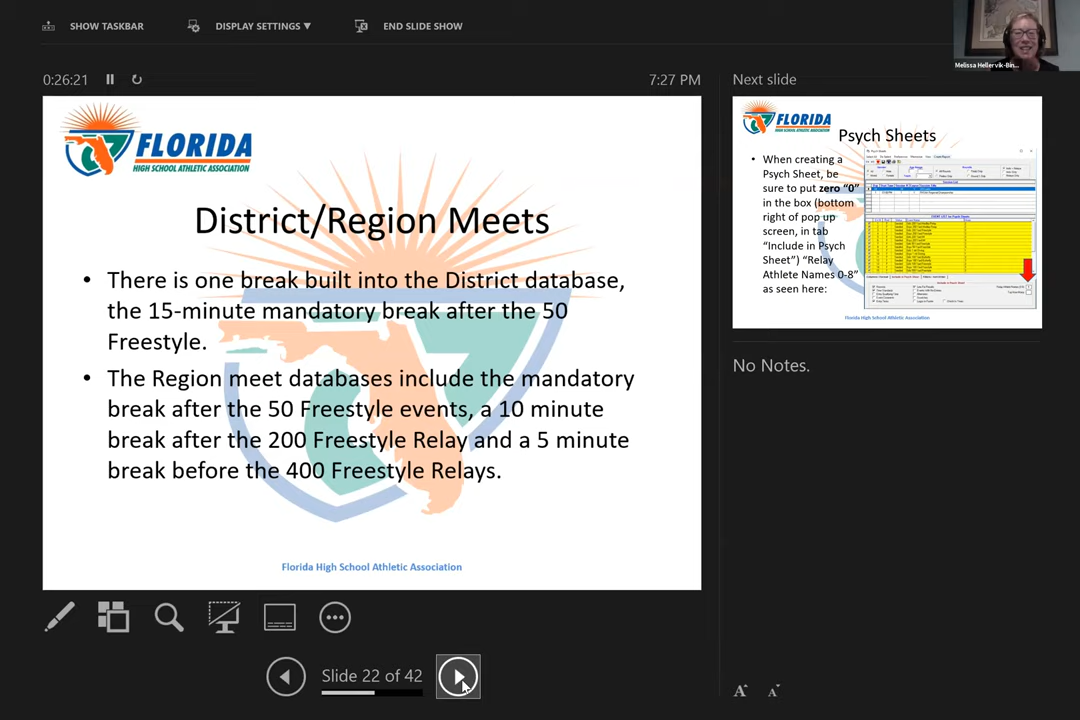 SHOW TASKBAR
DISPLAY SETTINGS ▼
END SLIDE SHOW
Melissa Hellervik-Bin...
0:26:21
7:27 PM
FLORIDA
HIGH SCHOOL ATHLETIC ASSOCIATION
District/Region Meets
• There is one break built into the District database,
the 15-minute mandatory break after the 50
Freestyle.
• The Region meet databases include the mandatory
break after the 50 Freestyle events, a 10 minute
break after the 200 Freestyle Relay and a 5 minute
break before the 400 Freestyle Relays.
Florida High School Athletic Association
Slide 22 of 42
Next slide
FLORIDA
HIGH SCHOOL ATHLETIC ASSOCIATION
Psych Sheets
• When creating a
Psych Sheet, be
sure to put zero "0"
in the box (bottom
right of pop up
screen, in tab
"Include in Psych
Sheet") "Relay
Athlete Names 0-8"
as seen here:
Florida High School Athletic Association
No Notes.
A A